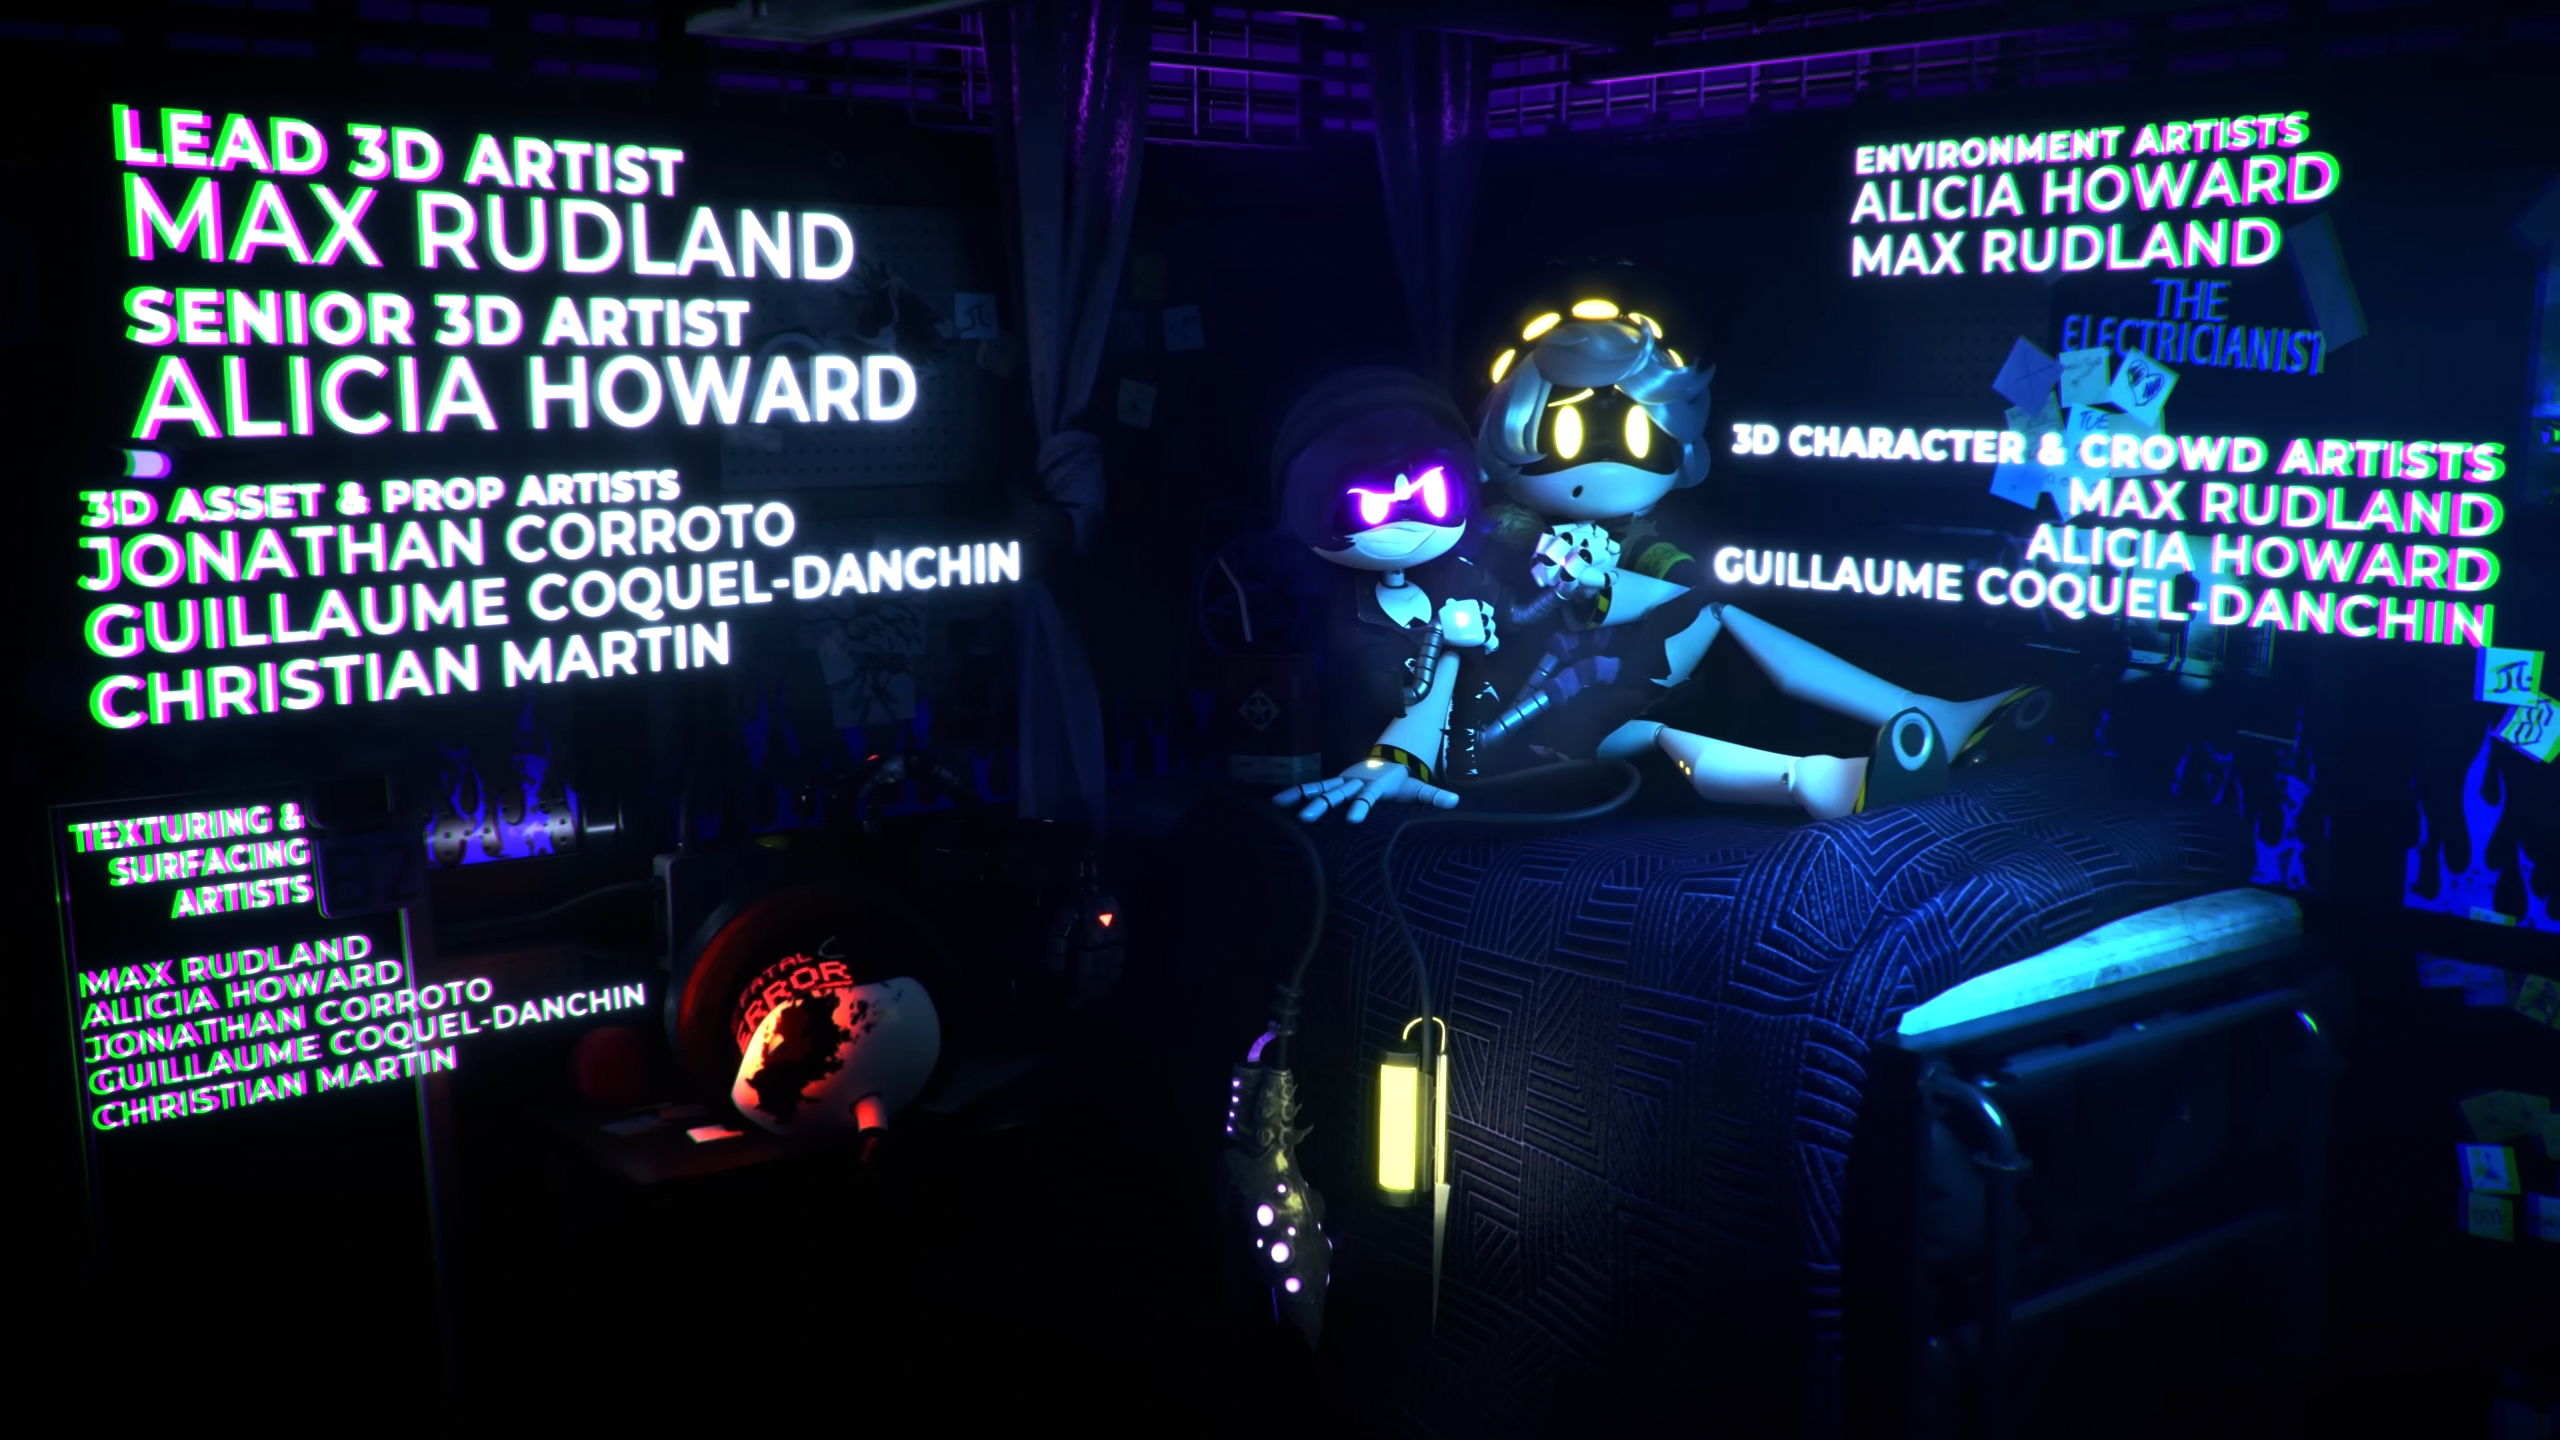 LEAD 3D ARTIST
MAX RUDLAND
SENIOR 3D ARTIST
ALICIA HOWARD
3D ASSET & PROP ARTISTS
JONATHAN CORROTO
GUILLAUME COQUEL-DANCHIN
CHRISTIAN MARTIN
TEXTURING &
SURFACING
ARTISTS
MAX RUDLAND
ALICIA HOWARD
JONATHAN CORROTO
GUILLAUME COQUEL-DANCHIN
CHRISTIAN MARTIN
FATAL
ERROR
ENVIRONMENT ARTISTS
ALICIA HOWARD
MAX RUDLAND
THE
ELECTRICIANIST
TUE
3D CHARACTER & CROWD ARTISTS
MAX RUDLAND
ALICIA HOWARD
GUILLAUME COQUEL-DANCHIN